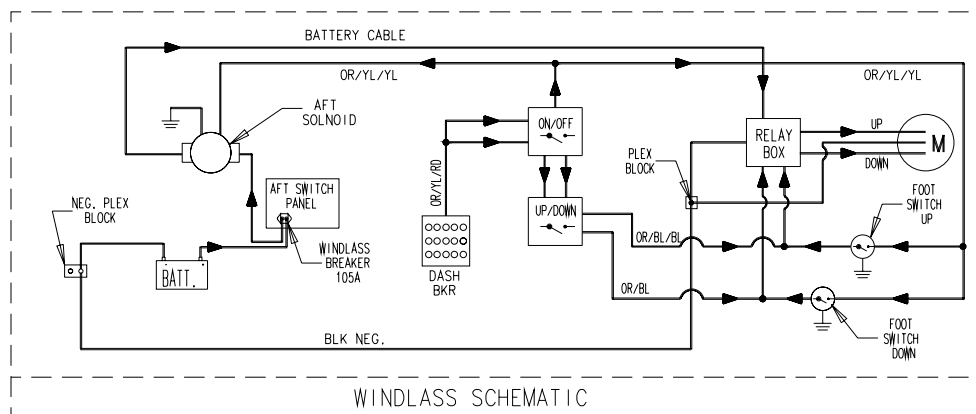 BATTERY CABLE
OR/YL/YL
OR/YL/YL
AFT
SOLNOID
ON/OFF
RELAY
BOX
UP
DOWN
M
PLEX
BLOCK
OR/YL/RD
AFT SWITCH
PANEL
NEG. PLEX
BLOCK
UP/DOWN
FOOT
SWITCH
UP
OR/BL/BL
BATT.
WINDLASS
BREAKER
105A
DASH
BKR
OR/BL
FOOT
SWITCH
DOWN
BLK NEG.
WINDLASS SCHEMATIC